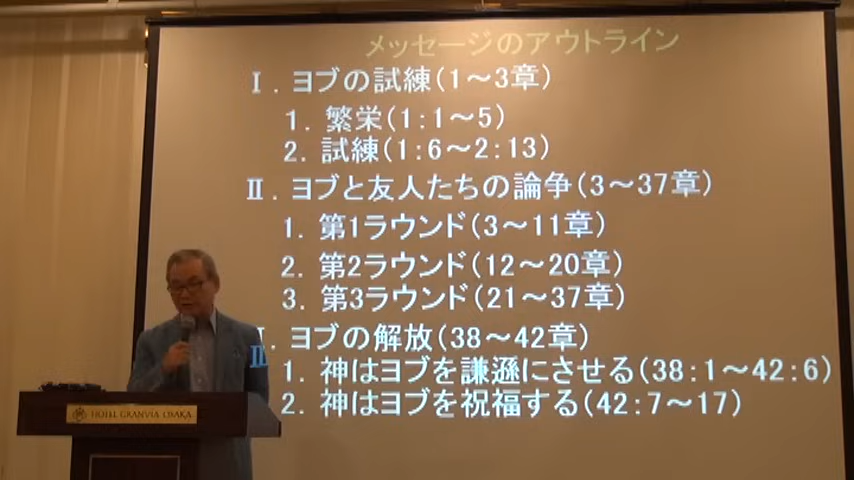 メッセージのアウトライン
Ⅰ．ヨブの試練（1～3章）
1．繁栄（1：1～5）
2．試練（1：6～2：13）
Ⅱ．ヨブと友人たちの論争（3～37章）
1．第1ラウンド（3～11章）
2．第2ラウンド（12～20章）
3．第3ラウンド（21～37章）
Ⅲ．ヨブの解放（38～42章）
1．神はヨブを謙遜にさせる（38：1～42：6）
2．神はヨブを祝福する（42：7～17）
HOTEL GRANVIA OSAKA